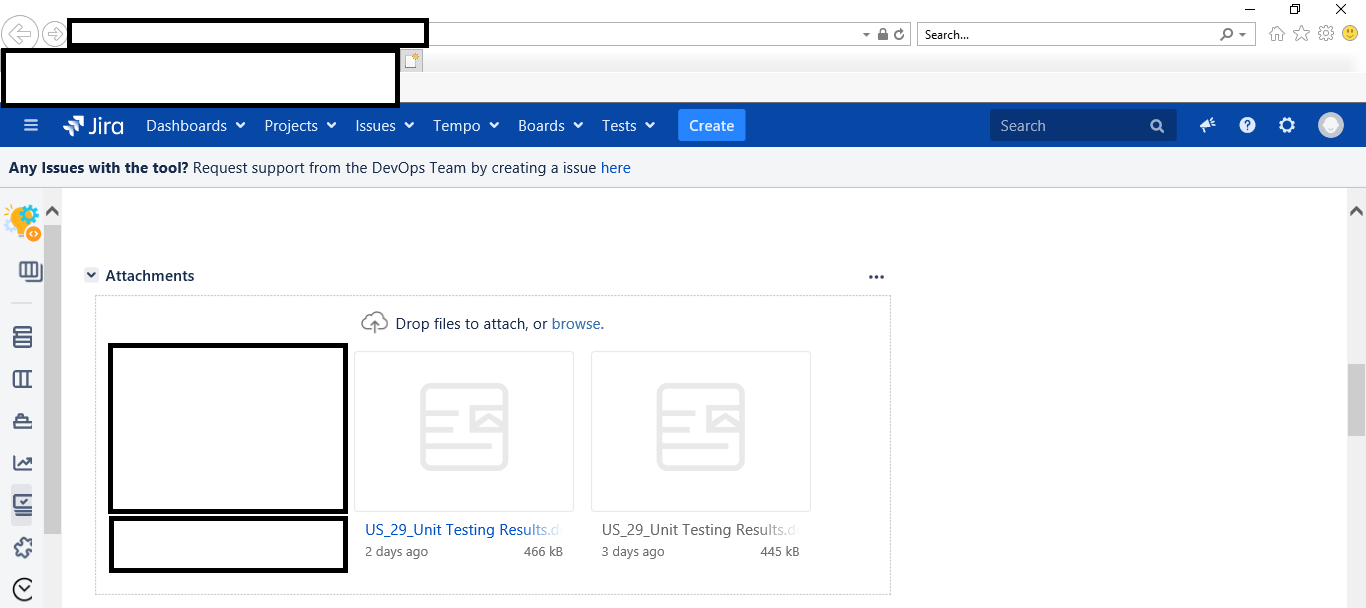 Search...
Jira Dashboards Projects Issues Tempo Boards Tests Create Search
Any Issues with the tool? Request support from the DevOps Team by creating a issue here
Attachments
Drop files to attach, or browse.
US_29_Unit Testing Results.d
2 days ago 466 kB
US_29_Unit Testing Results.d
3 days ago 445 kB